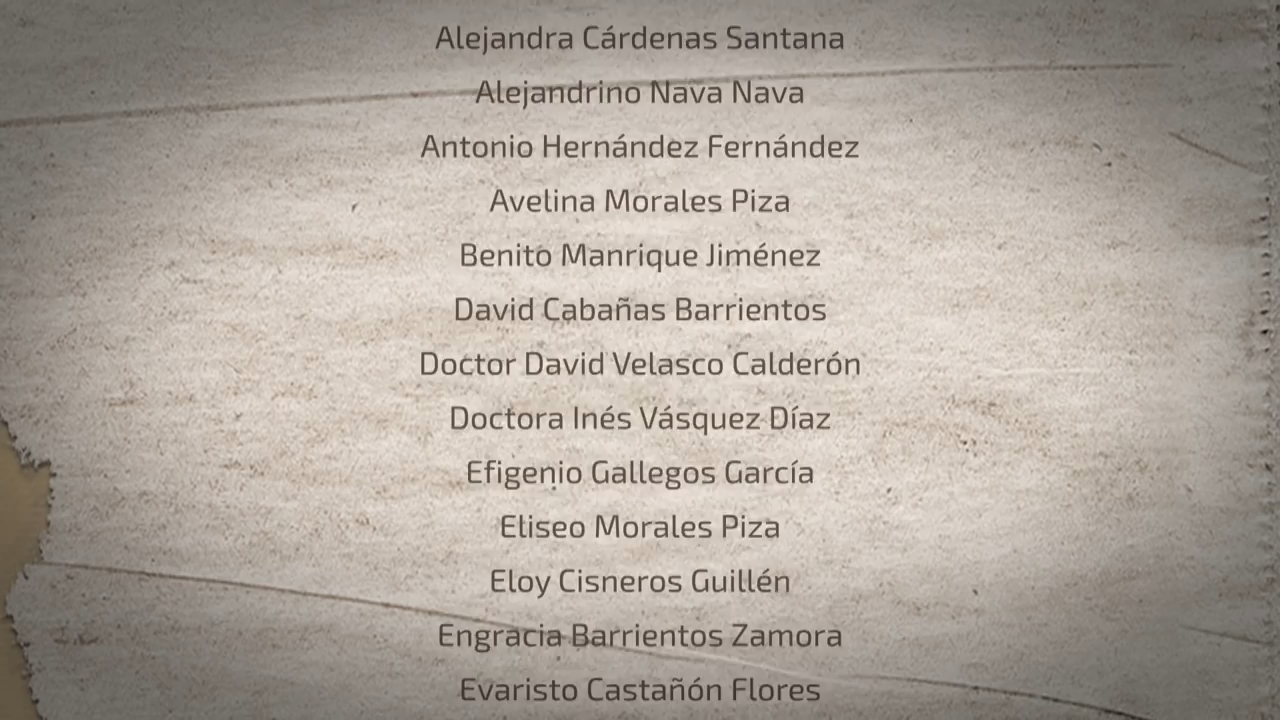 Alejandra Cárdenas Santana
Alejandrino Nava Nava
Antonio Hernández Fernández
Avelina Morales Piza
Benito Manrique Jiménez
David Cabañas Barrientos
Doctor David Velasco Calderón
Doctora Inés Vásquez Díaz
Efigenio Gallegos García
Eliseo Morales Piza
Eloy Cisneros Guillén
Engracia Barrientos Zamora
Evaristo Castañón Flores